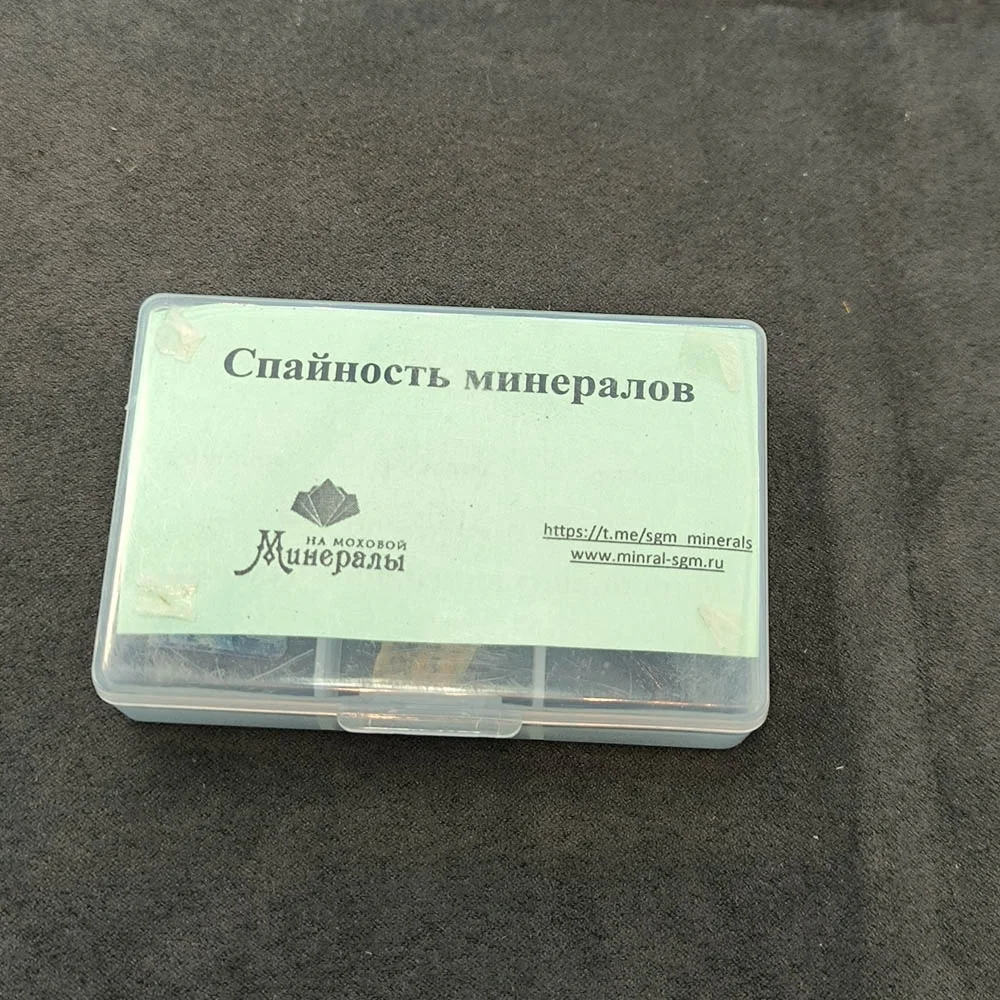 Спайность минералов
НА МОХОВОЙ
Минералы
https://t.me/sgm_minerals
www.minral-sgm.ru